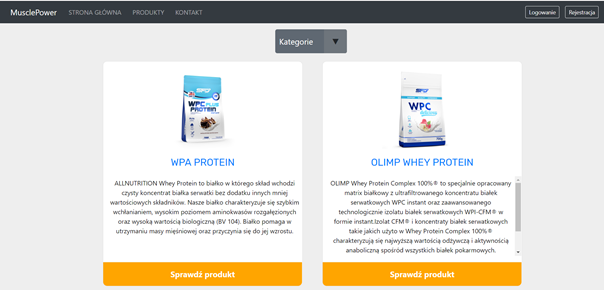 MusclePower STRONA GŁÓWNA PRODUKTY KONTAKT Logowanie Rejestracja
Kategorie
SFD
WPC PLUS
PROTEIN
WPA PROTEIN
ALLNUTRITION Whey Protein to białko w którego skład wchodzi
czysty koncentrat białka serwatki bez dodatku innych mniej
wartościowych składników. Nasze białko charakteryzuje się szybkim
wchłanianiem, wysokim poziomem aminokwasów rozgałęzionych
oraz wysoką wartością biologiczną (BV 104). Białko pomaga w
utrzymaniu masy mięśniowej oraz przyczynia się do jej wzrostu.
Sprawdź produkt
SFD
WPC
OLIMP WHEY PROTEIN
OLIMP Whey Protein Complex 100%® to specjalnie opracowany
matrix białkowy z ultrafiltrowanego koncentratu białek
serwatkowych WPC instant oraz zaawansowanego
technologicznie izolatu białek serwatkowych WPI-CFM® w
formie instant.Izolat CFM® i koncentraty białek serwatkowych
takie jakich użyto w Whey Protein Complex 100%®
charakteryzują się najwyższą wartością odżywczą i aktywnością
anaboliczną spośród wszystkich białek pokarmowych.
Sprawdź produkt